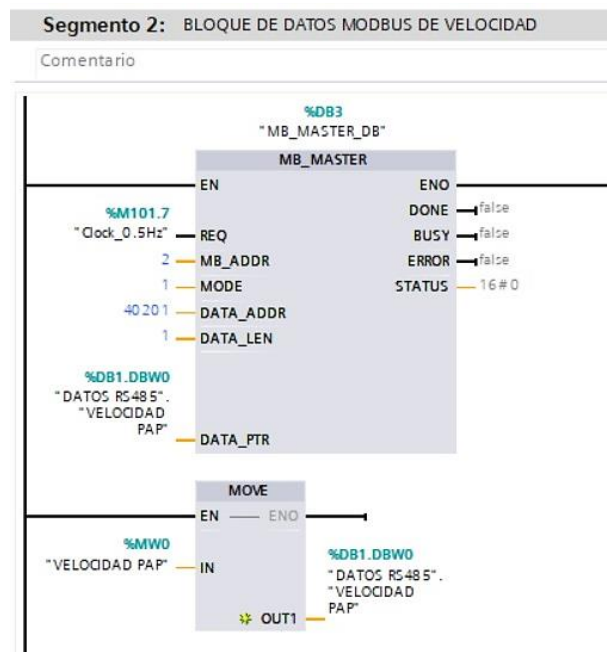 Segmento 2: BLOQUE DE DATOS MODBUS DE VELOCIDAD
Comentario
%DB3
"MB_MASTER_DB"
MB_MASTER
EN ENO
DONE false
%M101.7
"Clock_0.5Hz" REQ BUSY false
2 MB_ADDR ERROR false
1 MODE STATUS 16#0
40201 DATA_ADDR
1 DATA_LEN
%DB1.DBW0
"DATOS RS485".
"VELOCIDAD
PAP" DATA_PTR
MOVE
EN ENO
%MW0
"VELOCIDAD PAP" IN
%DB1.DBW0
"DATOS RS485".
"VELOCIDAD
OUT1 PAP"